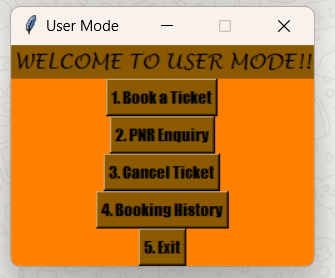 User Mode
WELCOME TO USER MODE!!
1. Book a Ticket
2. PNR Enquiry
3. Cancel Ticket
4. Booking History
5. Exit